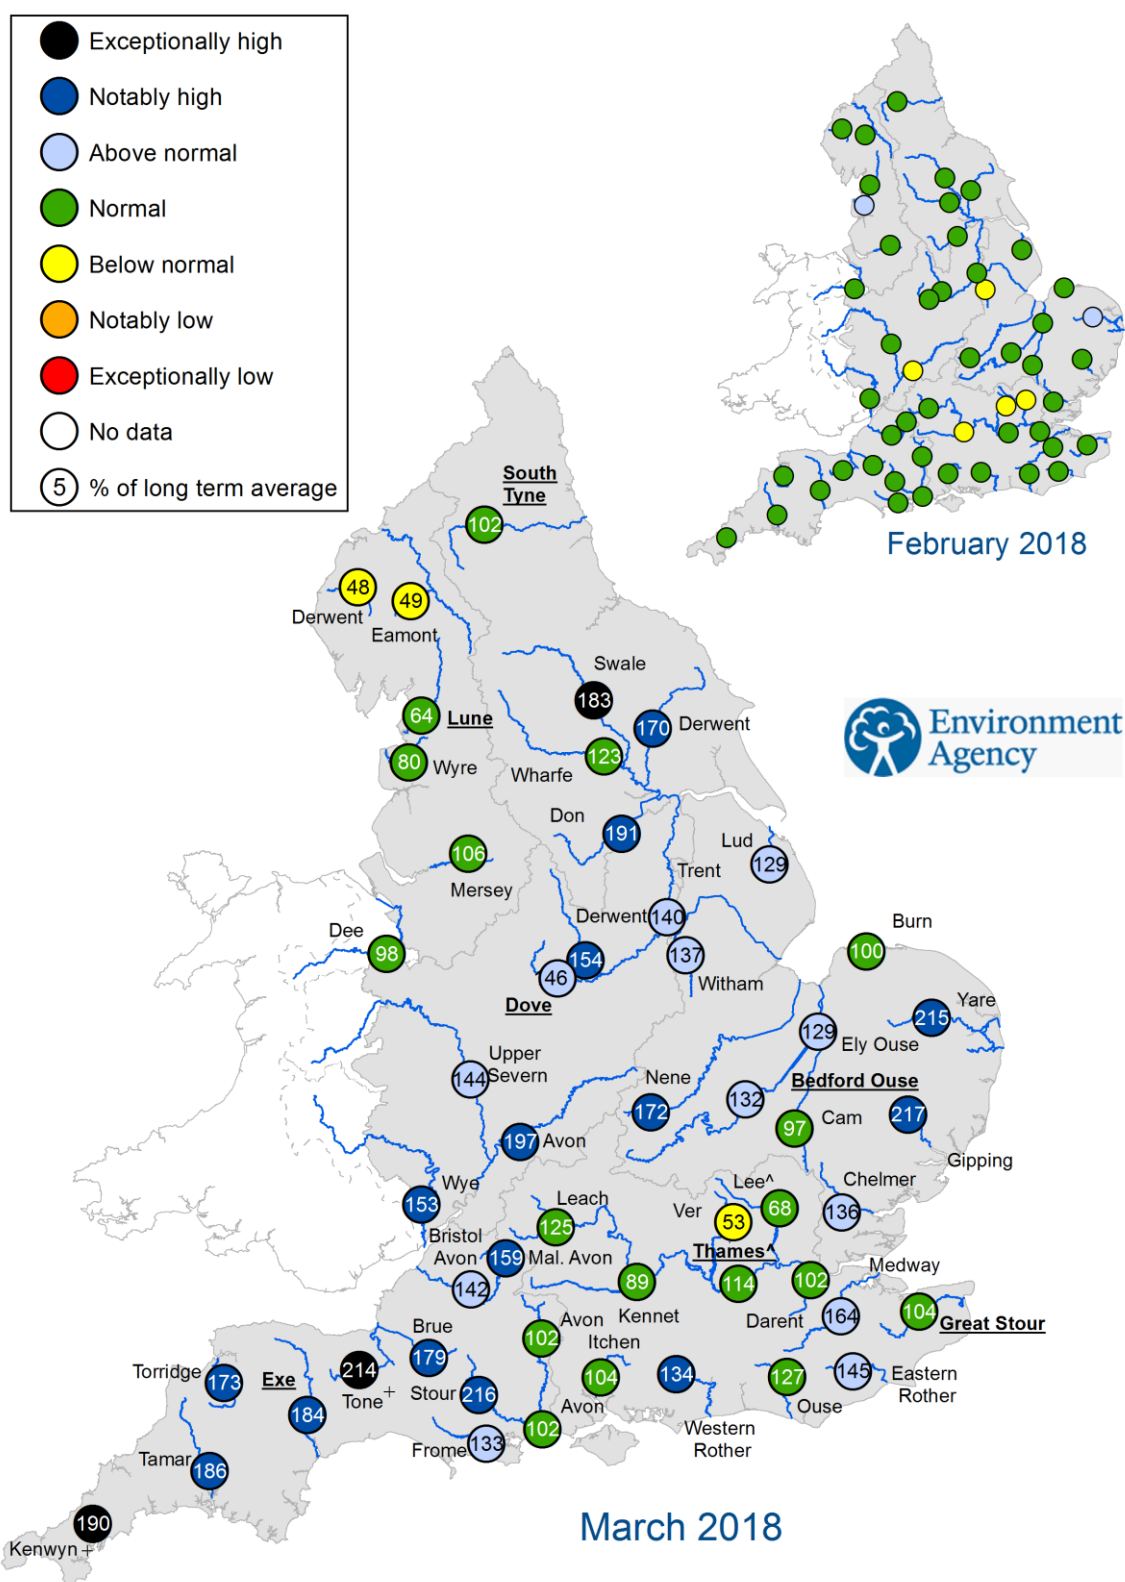 Exceptionally high
Notably high
Above normal
Normal
Below normal
Notably low
Exceptionally low
No data
5 % of long term average
February 2018
South
Tyne
102
48
Derwent
49
Eamont
Swale
183
64
Lune
170
Derwent
80
Wyre
Wharfe
123
Environment
Agency
Don
191
Lud
129
106
Mersey
Trent
Derwent
140
Burn
100
Dee
98
154
46
Dove
137
Witham
Yare
215
129
Ely Ouse
Upper
Severn
144
Nene
172
Bedford Ouse
132
97
Cam
217
Gipping
197
Avon
Wye
153
Leach
125
Ver
53
Lee^
68
Chelmer
136
Bristol
Avon
142
159
Mal. Avon
Thames^
114
89
Kennet
102
Darent
Medway
164
104
Great Stour
Brue
179
Avon
102
Itchen
104
134
Western
Rother
127
Ouse
145
Eastern
Rother
Torridge
173
Exe
184
214
Tone+
Stour
216
Avon
102
Frome
133
Tamar
186
190
Kenwyn+
March 2018